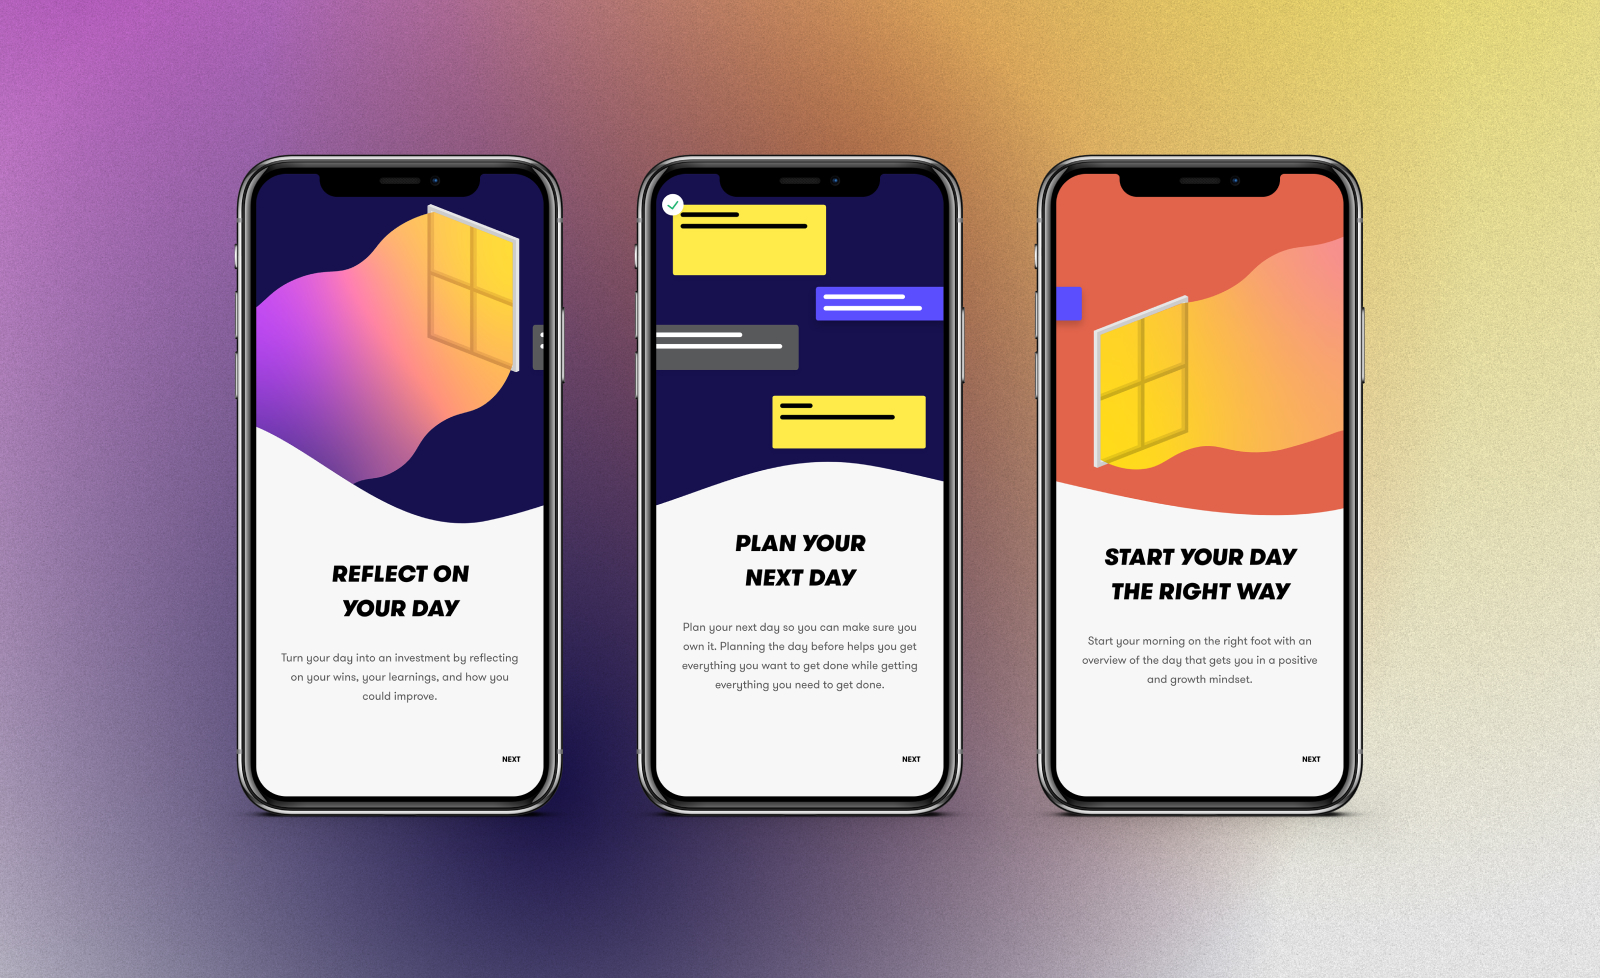 REFLECT ON
YOUR DAY
Turn your day into an investment by reflecting
on your wins, your learnings, and how you
could improve.
NEXT
PLAN YOUR
NEXT DAY
Plan your next day so you can make sure you
own it. Planning the day before helps you get
everything you want to get done while getting
everything you need to get done.
NEXT
START YOUR DAY
THE RIGHT WAY
Start your morning on the right foot with an
overview of the day that gets you in a positive
and growth mindset.
NEXT